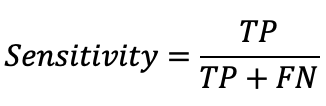 Sensitivity = TP / (TP + FN)